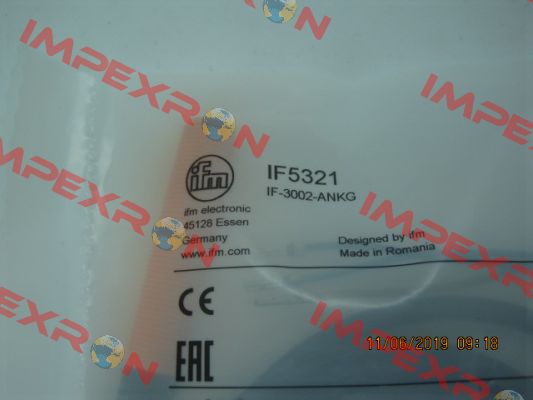 IMPEXRON
IMPEXRON
IMPEXRON
ifm
IF5321
IF-3002-ANKG
ifm electronic
45128 Essen
Germany
www.ifm.com
Designed by ifm
Made in Romania
IMPEXRON
IMPEXRON
CE
EAC
11/06/2019 09:18
IMPEXRON
IMPEXRON